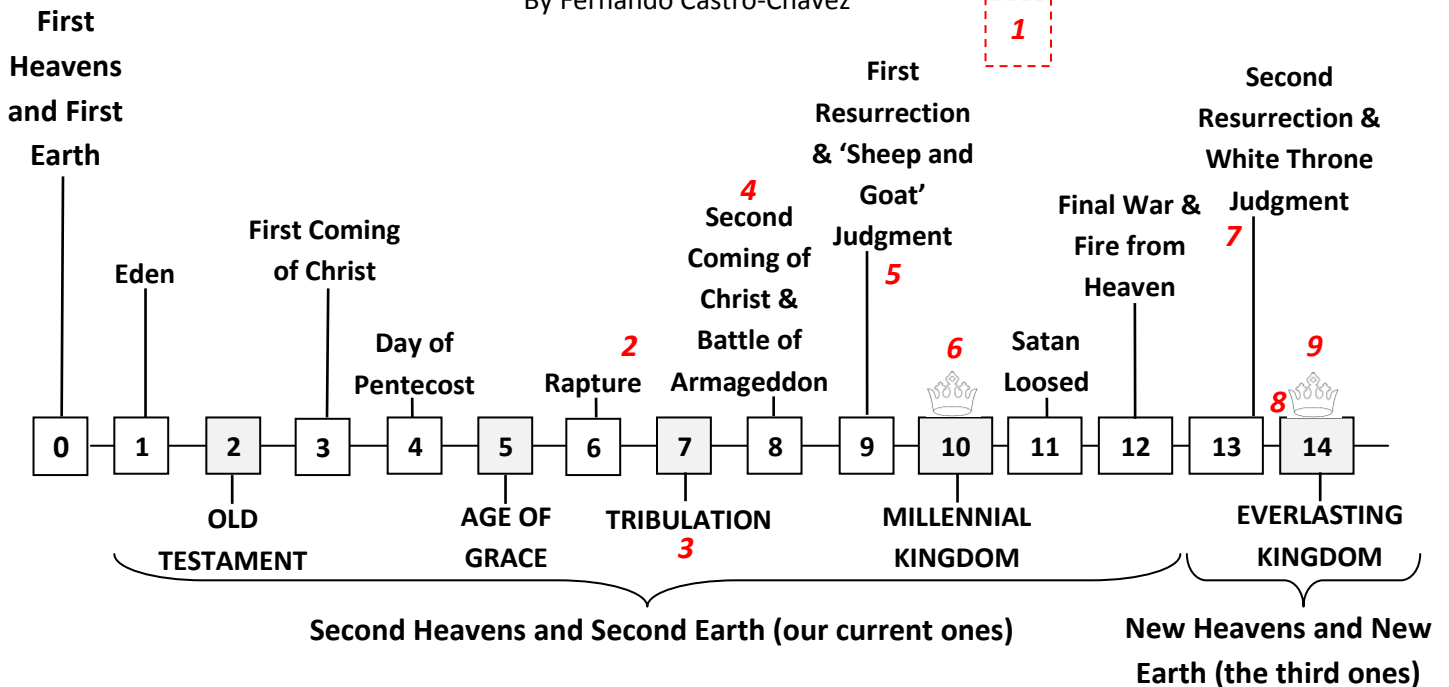 By Fernando Castro-Chavez
1
First
Heavens
and First
Earth
Eden
First Coming
of Christ
Day of
Pentecost
2
Rapture
4
Second
Coming of
Christ &
Battle of
Armageddon
First
Resurrection
& ‘Sheep and
Goat’
Judgment
5
6
Satan
Loosed
Final War &
Fire from
Heaven
Second
Resurrection &
White Throne
Judgment
7
8
9
0 1 2 3 4 5 6 7 8 9 10 11 12 13 14
OLD
TESTAMENT
AGE OF
GRACE
TRIBULATION
3
MILLENNIAL
KINGDOM
EVERLASTING
KINGDOM
Second Heavens and Second Earth (our current ones)
New Heavens and New
Earth (the third ones)